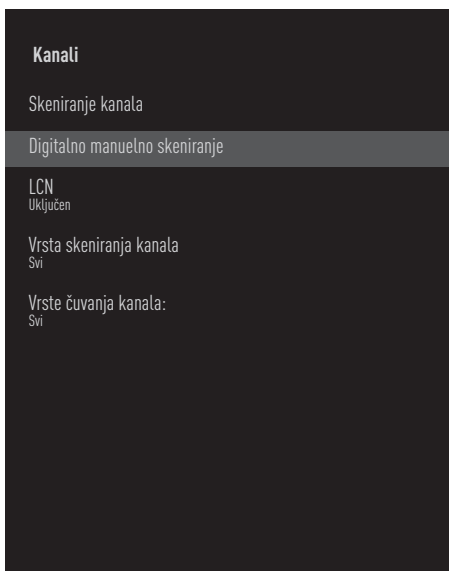 Kanali
Skeniranje kanala
Digitalno manuelno skeniranje
LCN
Uključen
Vrsta skeniranja kanala
Svi
Vrste čuvanja kanala:
Svi